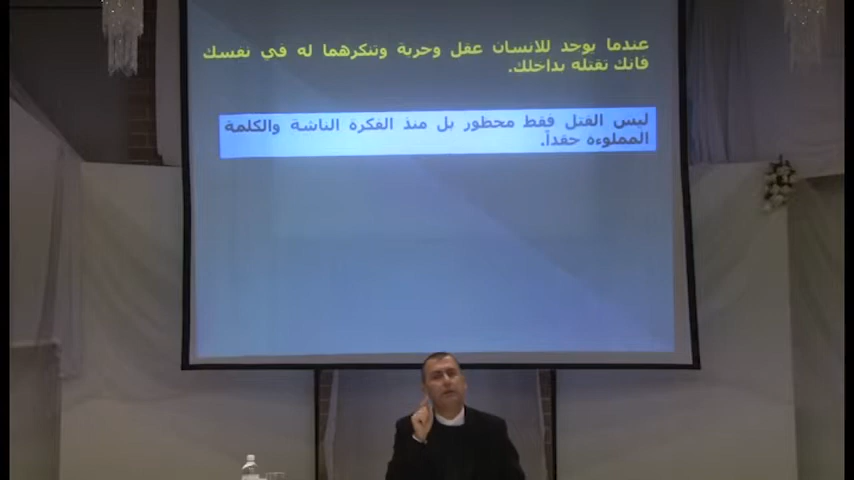 عندما يوجد للانسان عقل وحرية وتنكرهما له في نفسك
فانك تقتله بداخلك.
ليس القتل فقط محظور بل منذ الفكرة الناشة والكلمة
المملوءة حقداً.